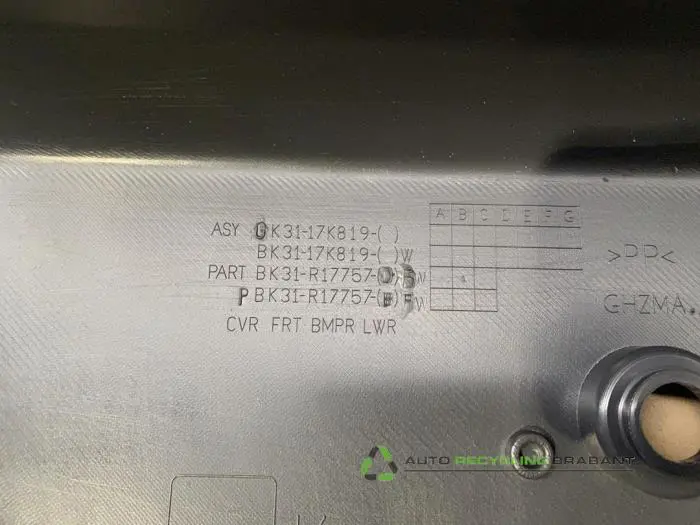 ASY BK31-17K819-( )
BK31-17K819-( )W
PART BK31-R17757-
P BK31-R17757-( )FW
CVR FRT BMPR LWR
A B C D E F G
>PP<
GHZMA.
AUTO RECYCLING BRABANT